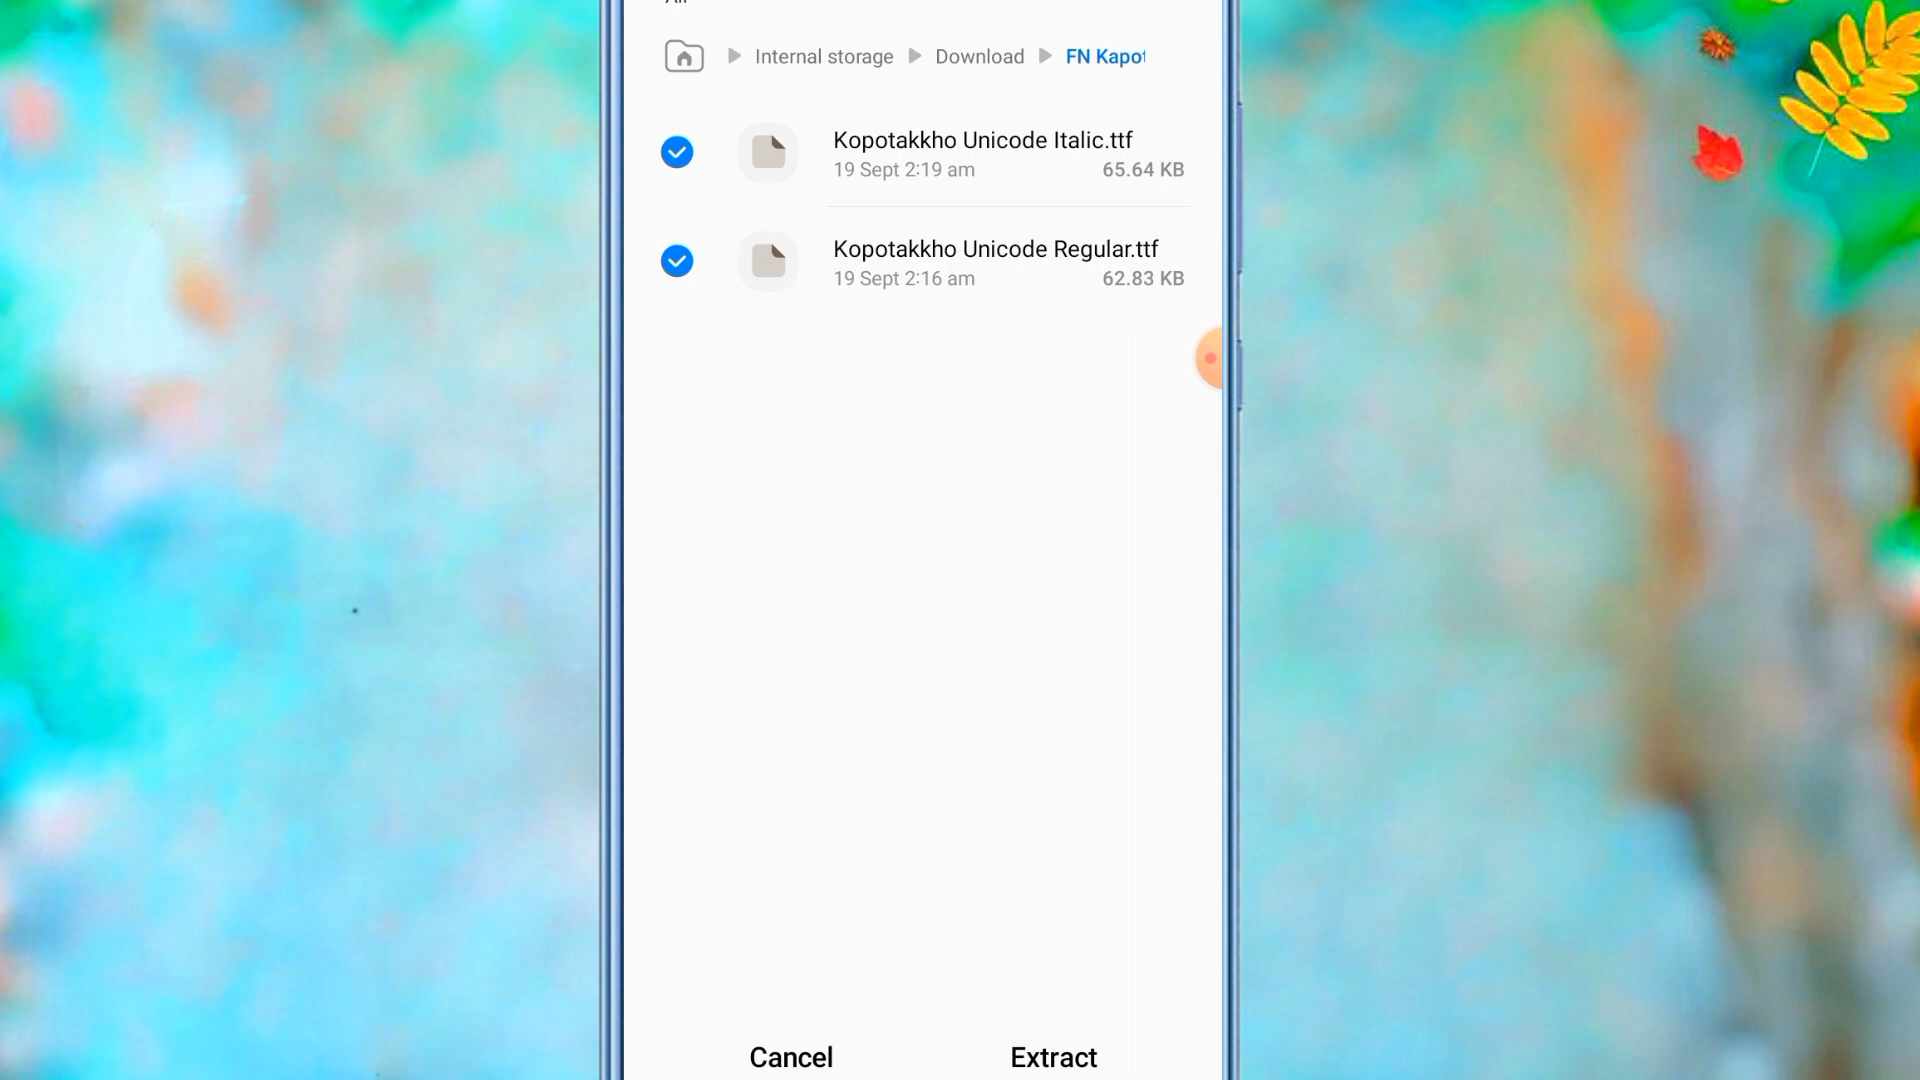 Internal storage Download FN Kapot
Kopotakkho Unicode Italic.ttf
19 Sept 2:19 am 65.64 KB
Kopotakkho Unicode Regular.ttf
19 Sept 2:16 am 62.83 KB
Cancel Extract